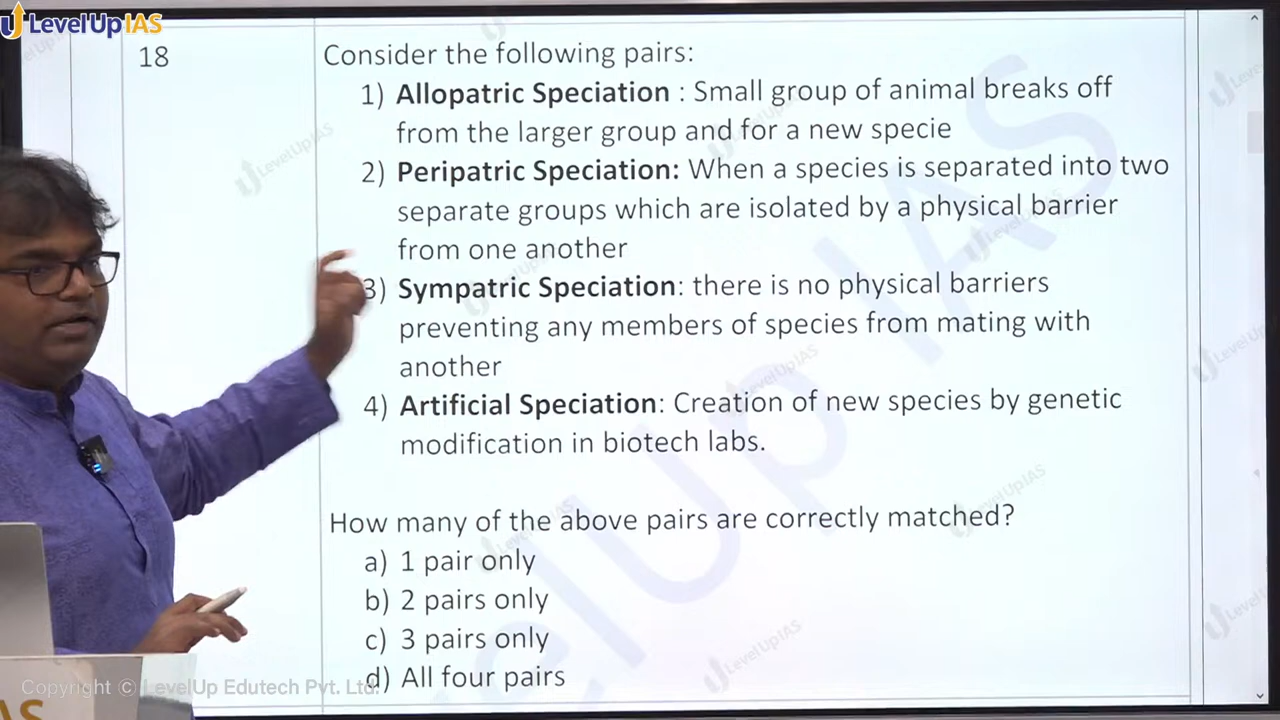 LevelUp IAS
18
Consider the following pairs:
1) Allopatric Speciation : Small group of animal breaks off
from the larger group and for a new specie
2) Peripatric Speciation: When a species is separated into two
separate groups which are isolated by a physical barrier
from one another
3) Sympatric Speciation: there is no physical barriers
preventing any members of species from mating with
another
4) Artificial Speciation: Creation of new species by genetic
modification in biotech labs.
How many of the above pairs are correctly matched?
a) 1 pair only
b) 2 pairs only
c) 3 pairs only
d) All four pairs
Copyright © LevelUp Edutech Pvt. Ltd.
AS